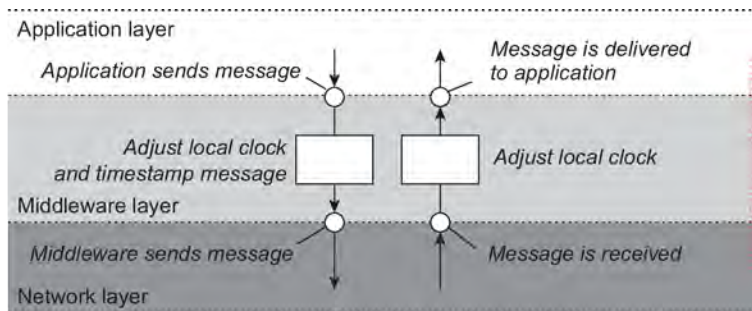 Application layer
Application sends message
Message is delivered
to application
Adjust local clock
and timestamp message
Adjust local clock
Middleware layer
Middleware sends message
Message is received
Network layer